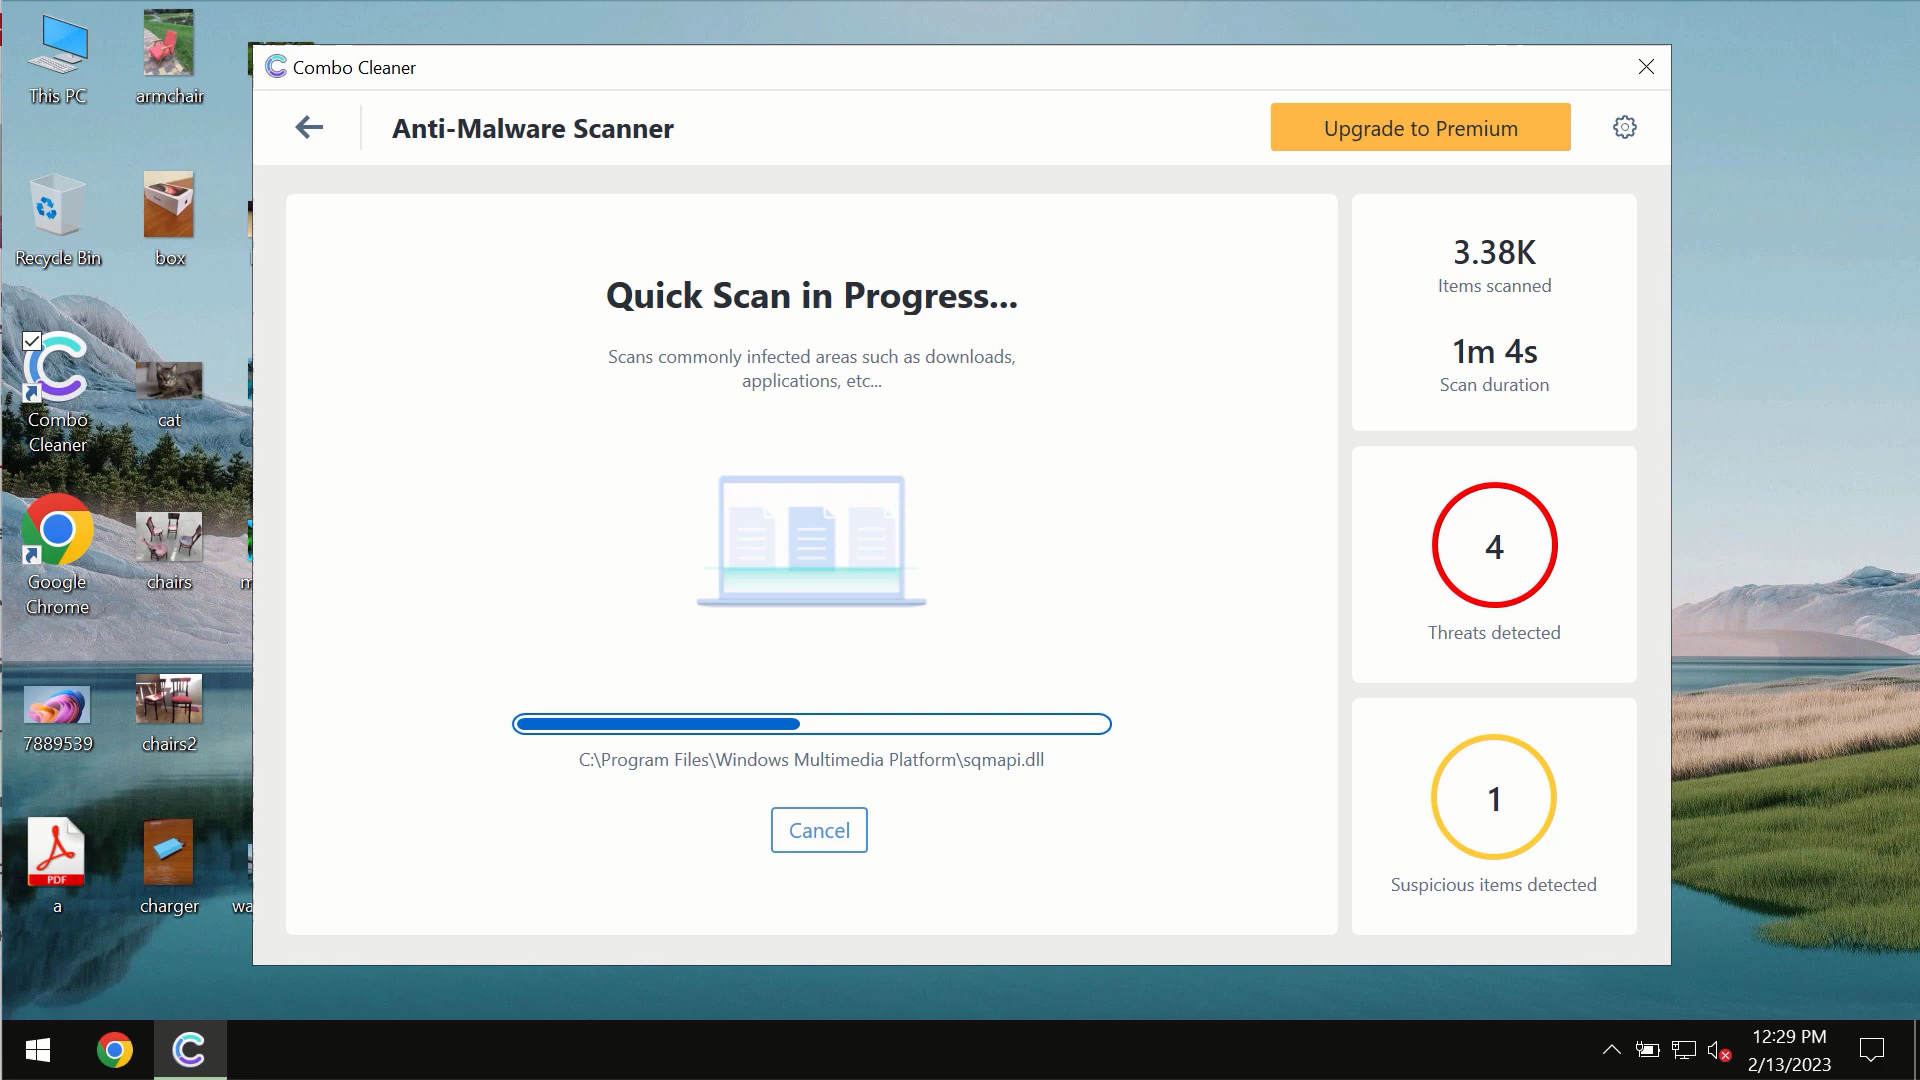 This PC
armchair
Recycle Bin
box
Combo
Cleaner
cat
Google
Chrome
chairs
7889539
chairs2
PDF
a
charger
wa
Combo Cleaner
Anti-Malware Scanner
Upgrade to Premium
Quick Scan in Progress...
Scans commonly infected areas such as downloads,
applications, etc...
C:\Program Files\Windows Multimedia Platform\sqmapi.dll
Cancel
3.38K
Items scanned
1m 4s
Scan duration
4
Threats detected
1
Suspicious items detected
12:29 PM
2/13/2023